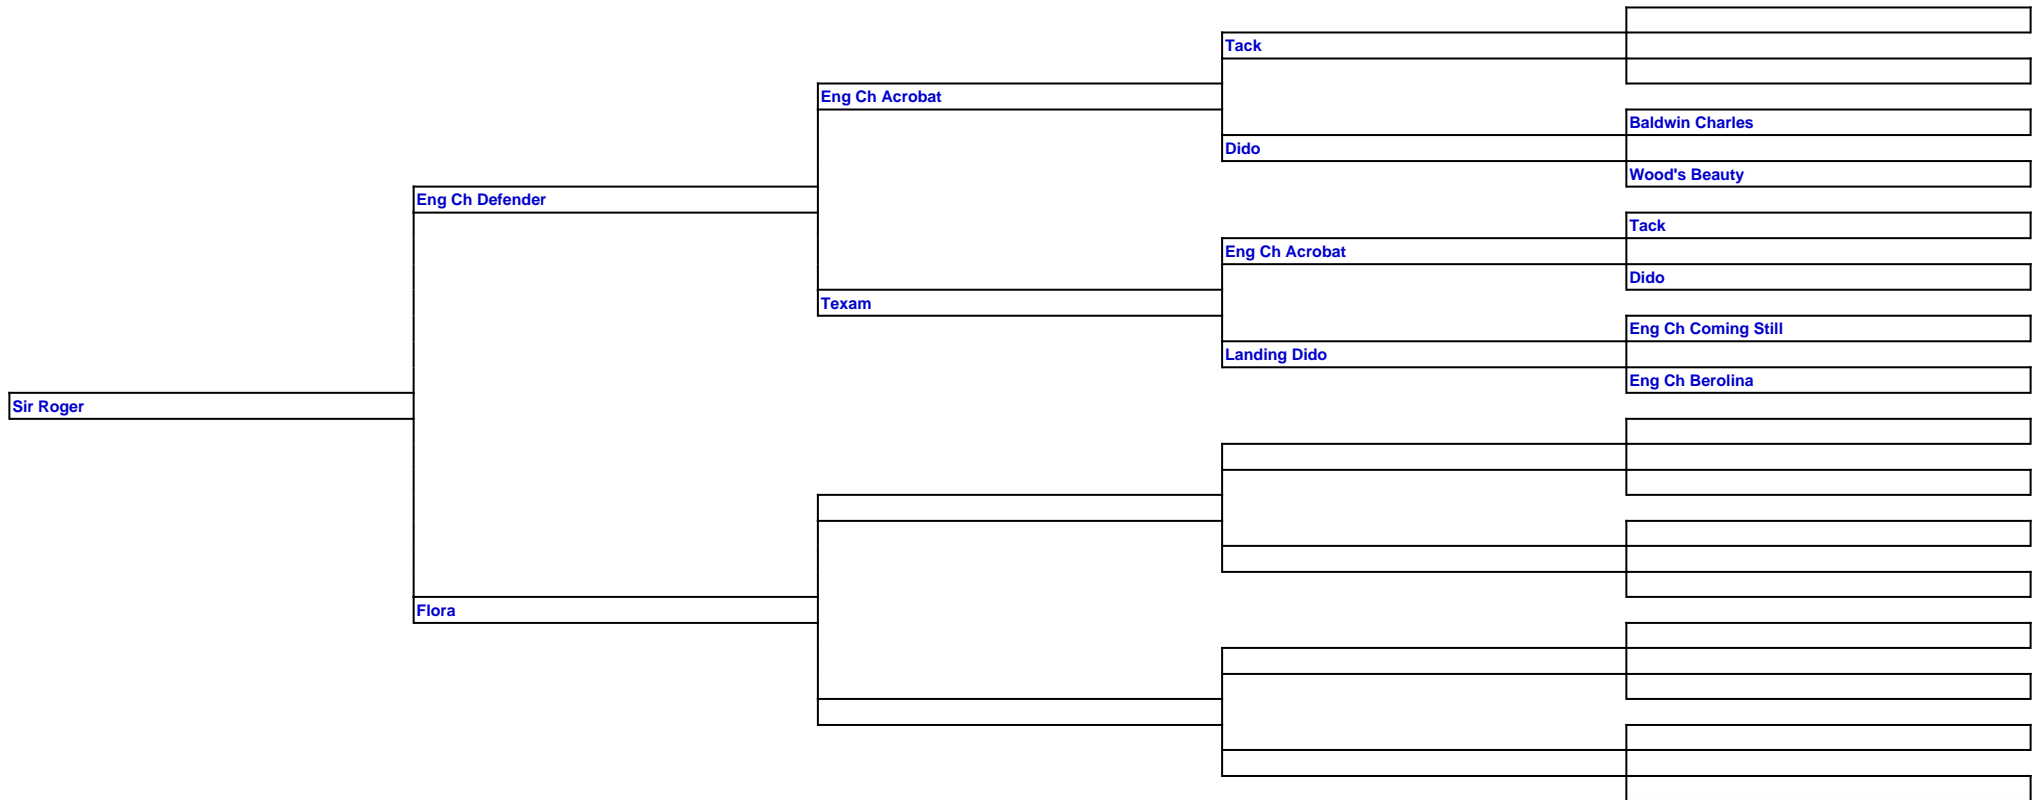 Tack
Eng Ch Acrobat
Baldwin Charles
Dido
Wood's Beauty
Eng Ch Defender
Tack
Eng Ch Acrobat
Dido
Texam
Eng Ch Coming Still
Landing Dido
Eng Ch Berolina
Sir Roger
Flora